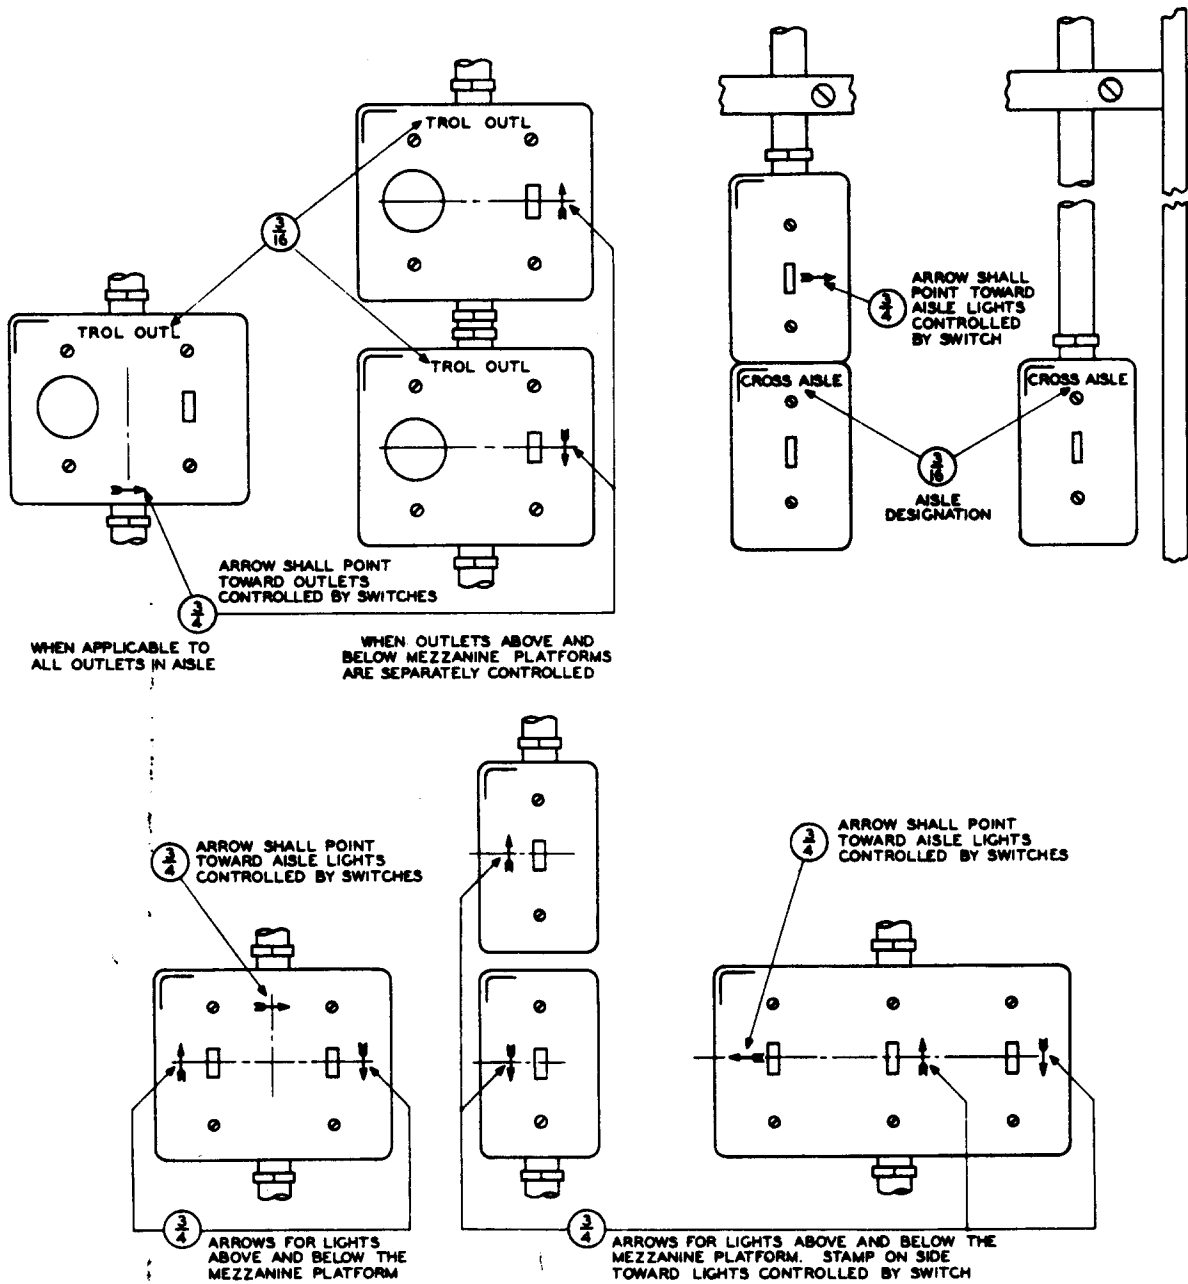 TROL OUTL
3/16
TROL OUTL
TROL OUTL
ARROW SHALL POINT
TOWARD OUTLETS
CONTROLLED BY SWITCHES
3/4
WHEN APPLICABLE TO
ALL OUTLETS IN AISLE
WHEN OUTLETS ABOVE AND
BELOW MEZZANINE PLATFORMS
ARE SEPARATELY CONTROLLED
3/4
ARROW SHALL
POINT TOWARD
AISLE LIGHTS
CONTROLLED
BY SWITCH
CROSS AISLE
CROSS AISLE
3/16
AISLE
DESIGNATION
3/4
ARROW SHALL POINT
TOWARD AISLE LIGHTS
CONTROLLED BY SWITCHES
3/4
ARROW SHALL POINT
TOWARD AISLE LIGHTS
CONTROLLED BY SWITCHES
3/4
ARROWS FOR LIGHTS
ABOVE AND BELOW THE
MEZZANINE PLATFORM
3/4
ARROWS FOR LIGHTS ABOVE AND BELOW THE
MEZZANINE PLATFORM. STAMP ON SIDE
TOWARD LIGHTS CONTROLLED BY SWITCH